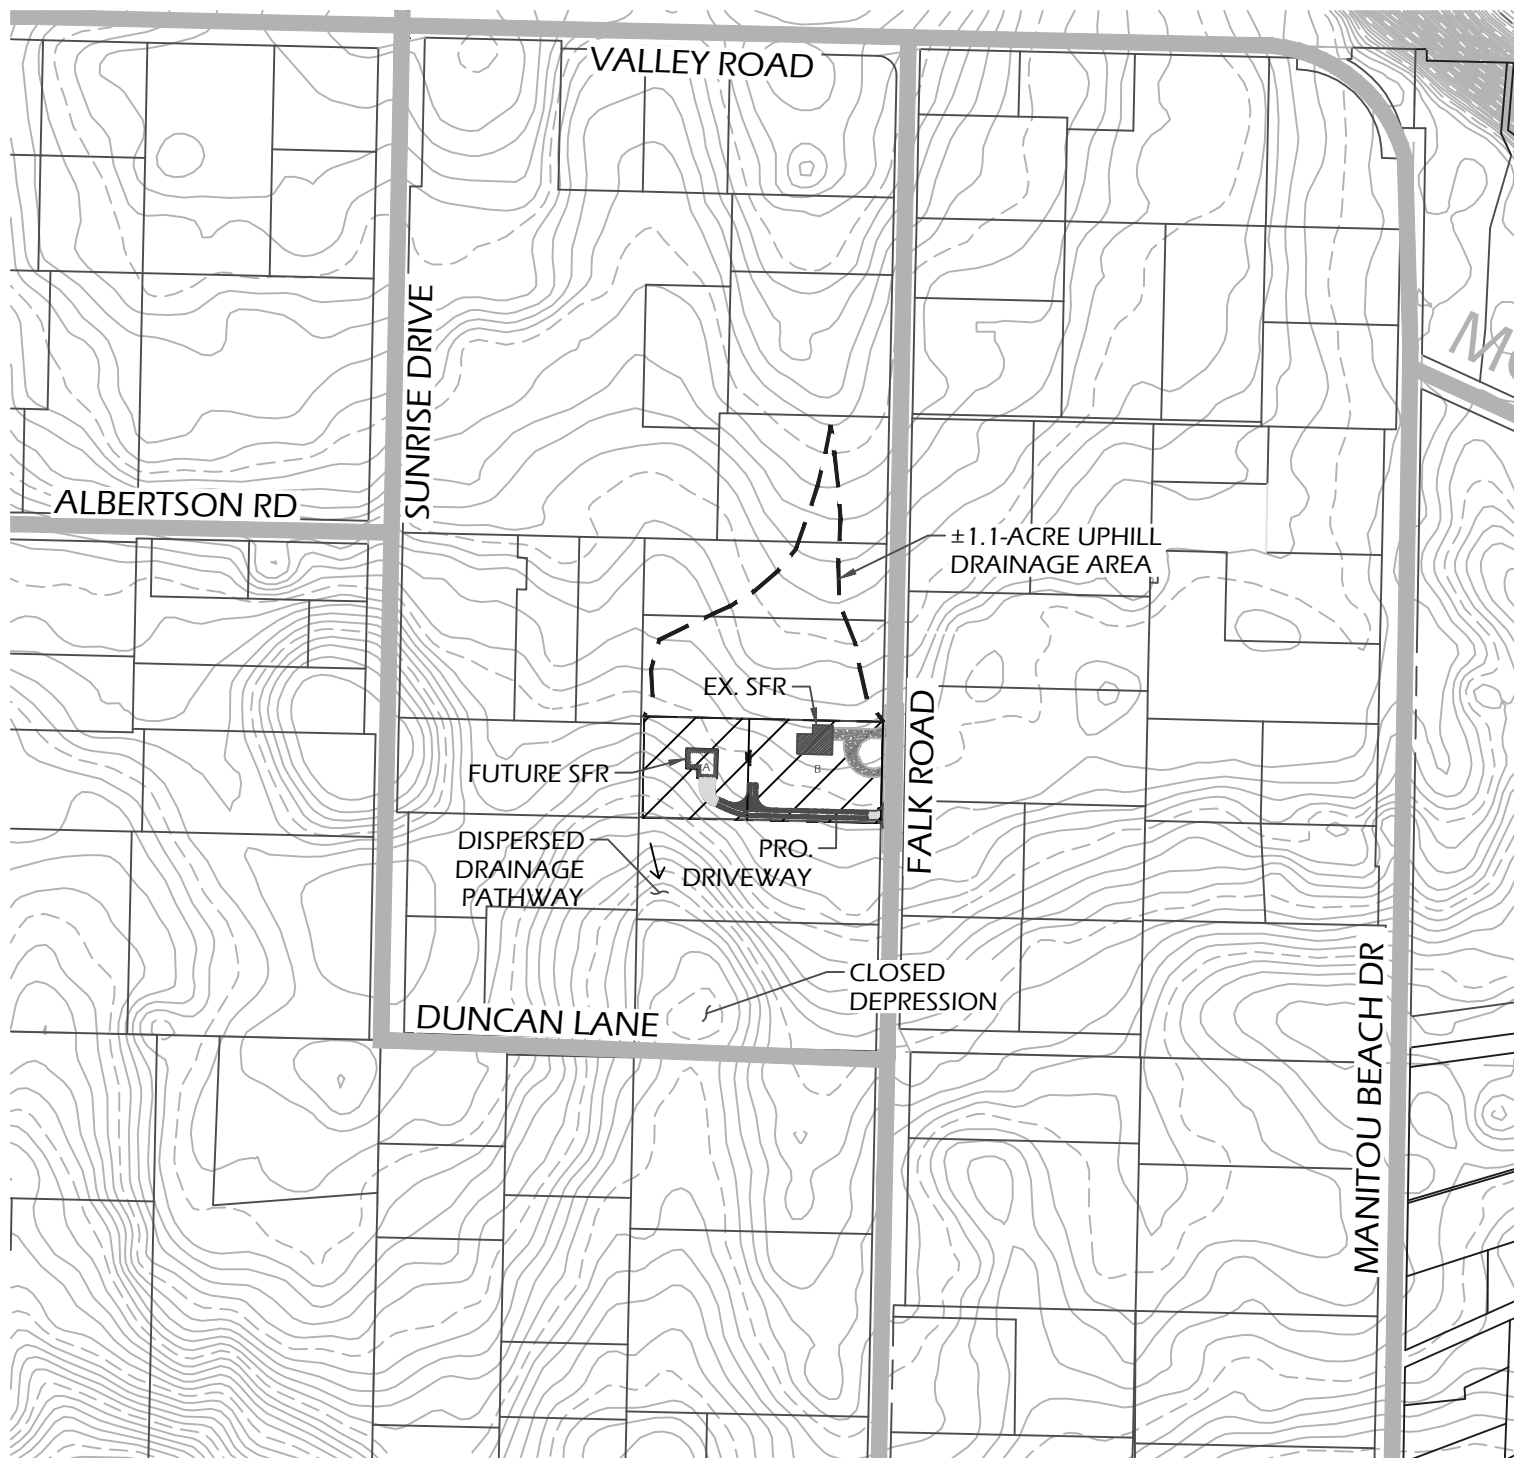 VALLEY ROAD
SUNRISE DRIVE
ALBERTSON RD
±1.1-ACRE UPHILL
DRAINAGE AREA
EX. SFR
FUTURE SFR
A
B
FALK ROAD
DISPERSED
DRAINAGE
PATHWAY
PRO.
DRIVEWAY
CLOSED
DEPRESSION
DUNCAN LANE
MANITOU BEACH DR